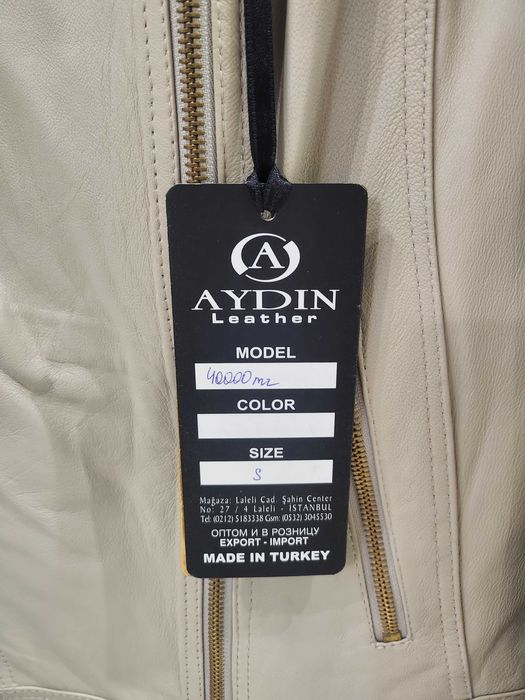 A
AYDIN
Leather
MODEL
40000 тг
COLOR
SIZE
S
Mağaza: Laleli Cad. Şahin Center
No: 27 / 4 Laleli - İSTANBUL
Tel: (0212) 5183338 Gsm: (0532) 3045530
ОПТОМ И В РОЗНИЦУ
EXPORT - IMPORT
MADE IN TURKEY